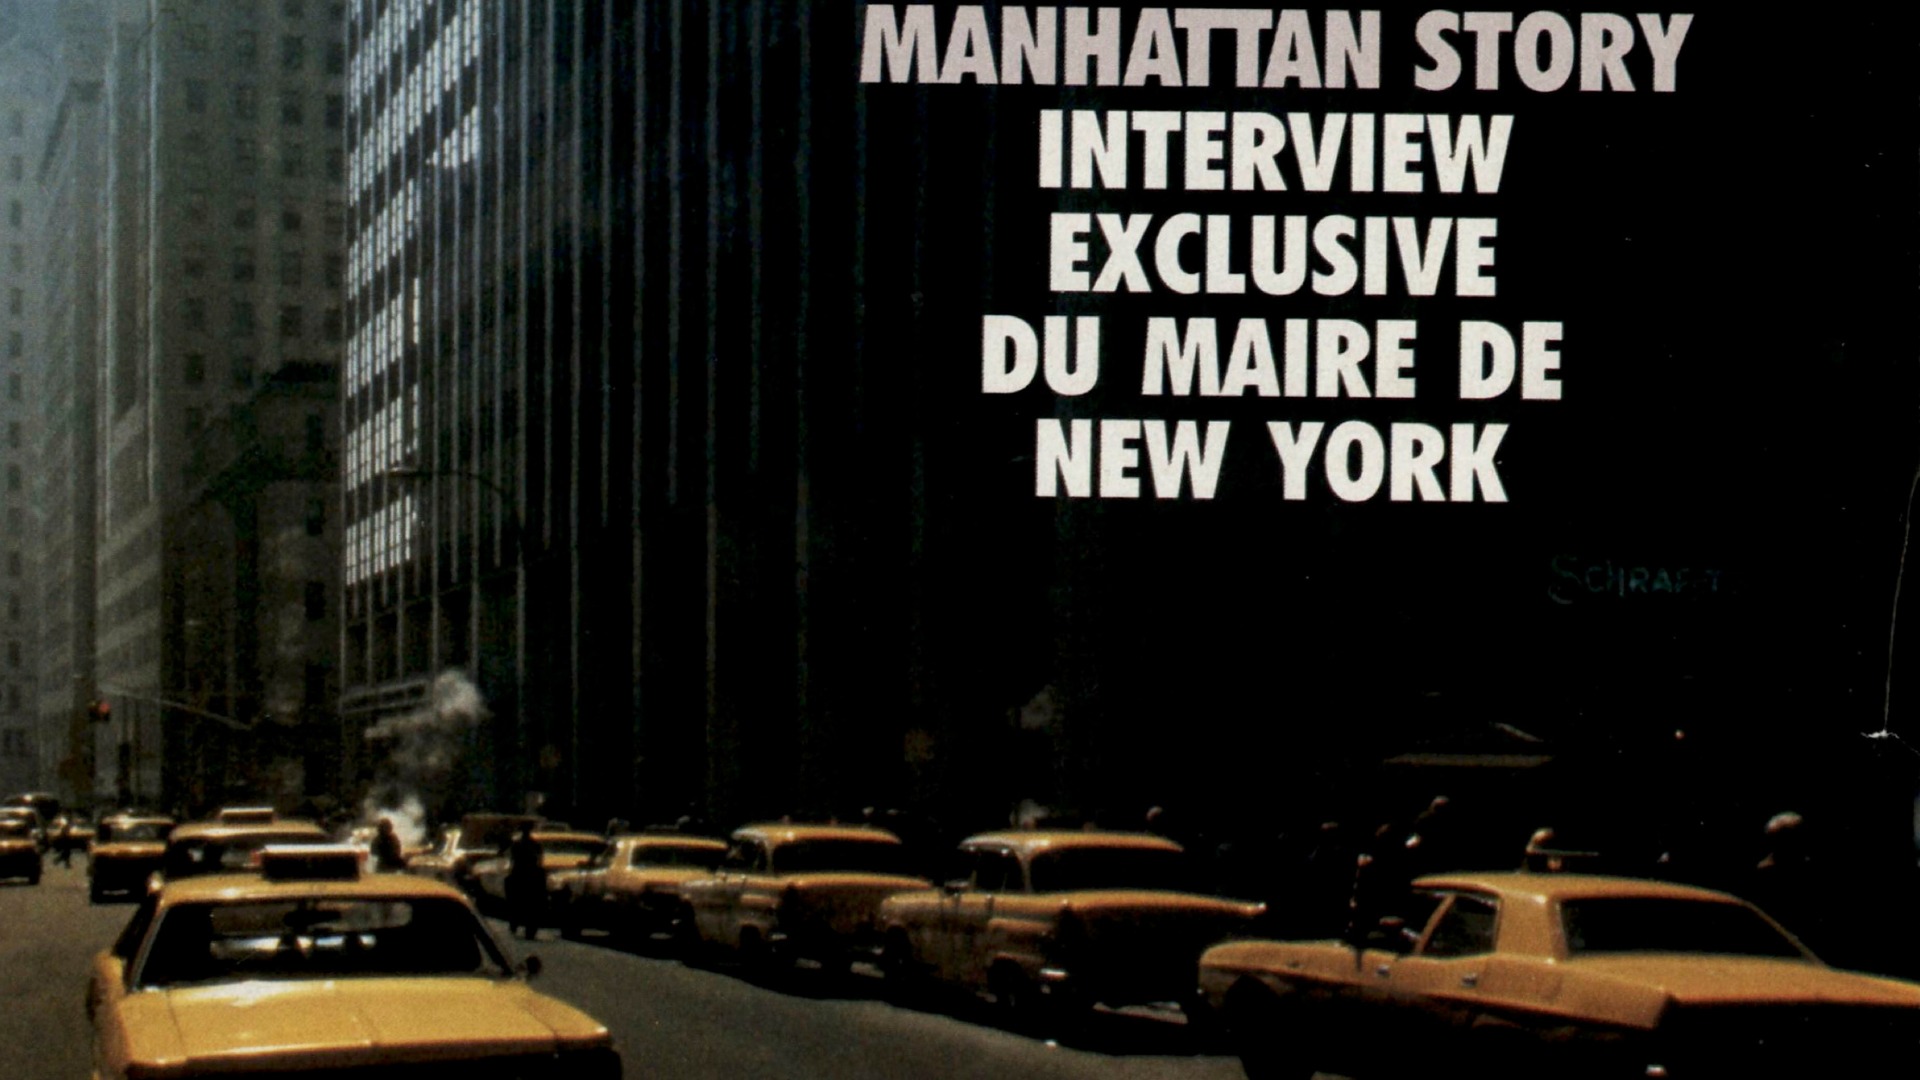 MANHATTAN STORY
INTERVIEW
EXCLUSIVE
DU MAIRE DE
NEW YORK